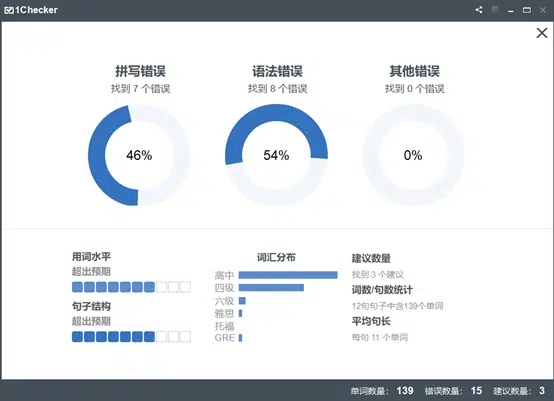 1Checker
拼写错误
找到 7 个错误
46%
语法错误
找到 8 个错误
54%
其他错误
找到 0 个错误
0%
用词水平
超出预期
句子结构
超出预期
词汇分布
高中
四级
六级
雅思
托福
GRE
建议数量
找到 3 个建议
词数/句数统计
12句句子中含139个单词
平均句长
每句 11 个单词
单词数量: 139 错误数量: 15 建议数量: 3